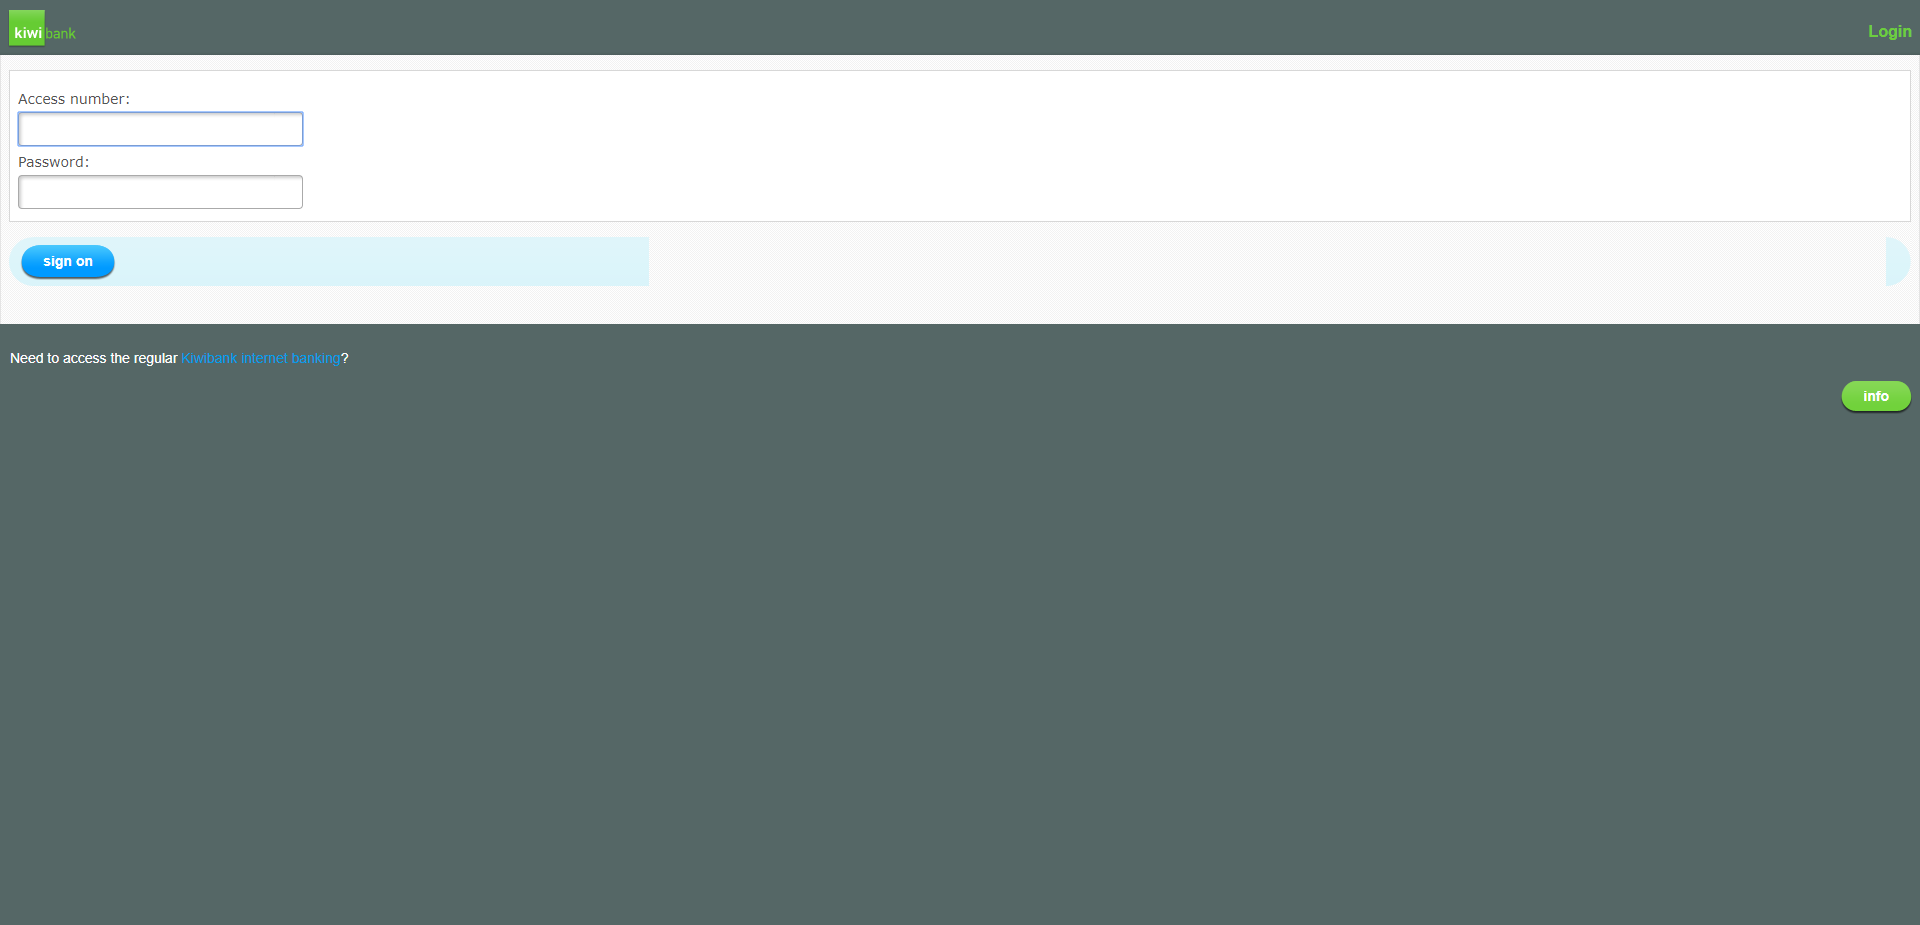 kiwibank
Login
Access number:
Password:
sign on
Need to access the regular Kiwibank internet banking?
info